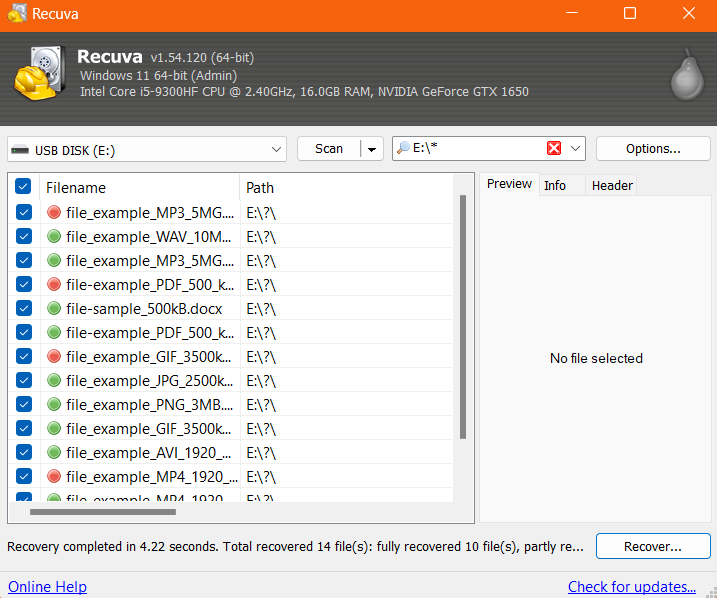 Recuva
Recuva v1.54.120 (64-bit)
Windows 11 64-bit (Admin)
Intel Core i5-9300HF CPU @ 2.40GHz, 16.0GB RAM, NVIDIA GeForce GTX 1650
USB DISK (E:) Scan E:\* Options...
Filename Path Preview Info Header
file_example_MP3_5MG.... E:\?\
file_example_WAV_10M... E:\?\
file_example_MP3_5MG.... E:\?\
file-example_PDF_500_k... E:\?\
file-sample_500kB.docx E:\?\
file-example_PDF_500_k... E:\?\
file_example_GIF_3500k... E:\?\
No file selected
file_example_JPG_2500k... E:\?\
file_example_PNG_3MB.... E:\?\
file_example_GIF_3500k... E:\?\
file_example_AVI_1920_... E:\?\
file_example_MP4_1920_... E:\?\
file_example_MP4_1920_... E:\?\
Recovery completed in 4.22 seconds. Total recovered 14 file(s): fully recovered 10 file(s), partly re... Recover...
Online Help Check for updates...